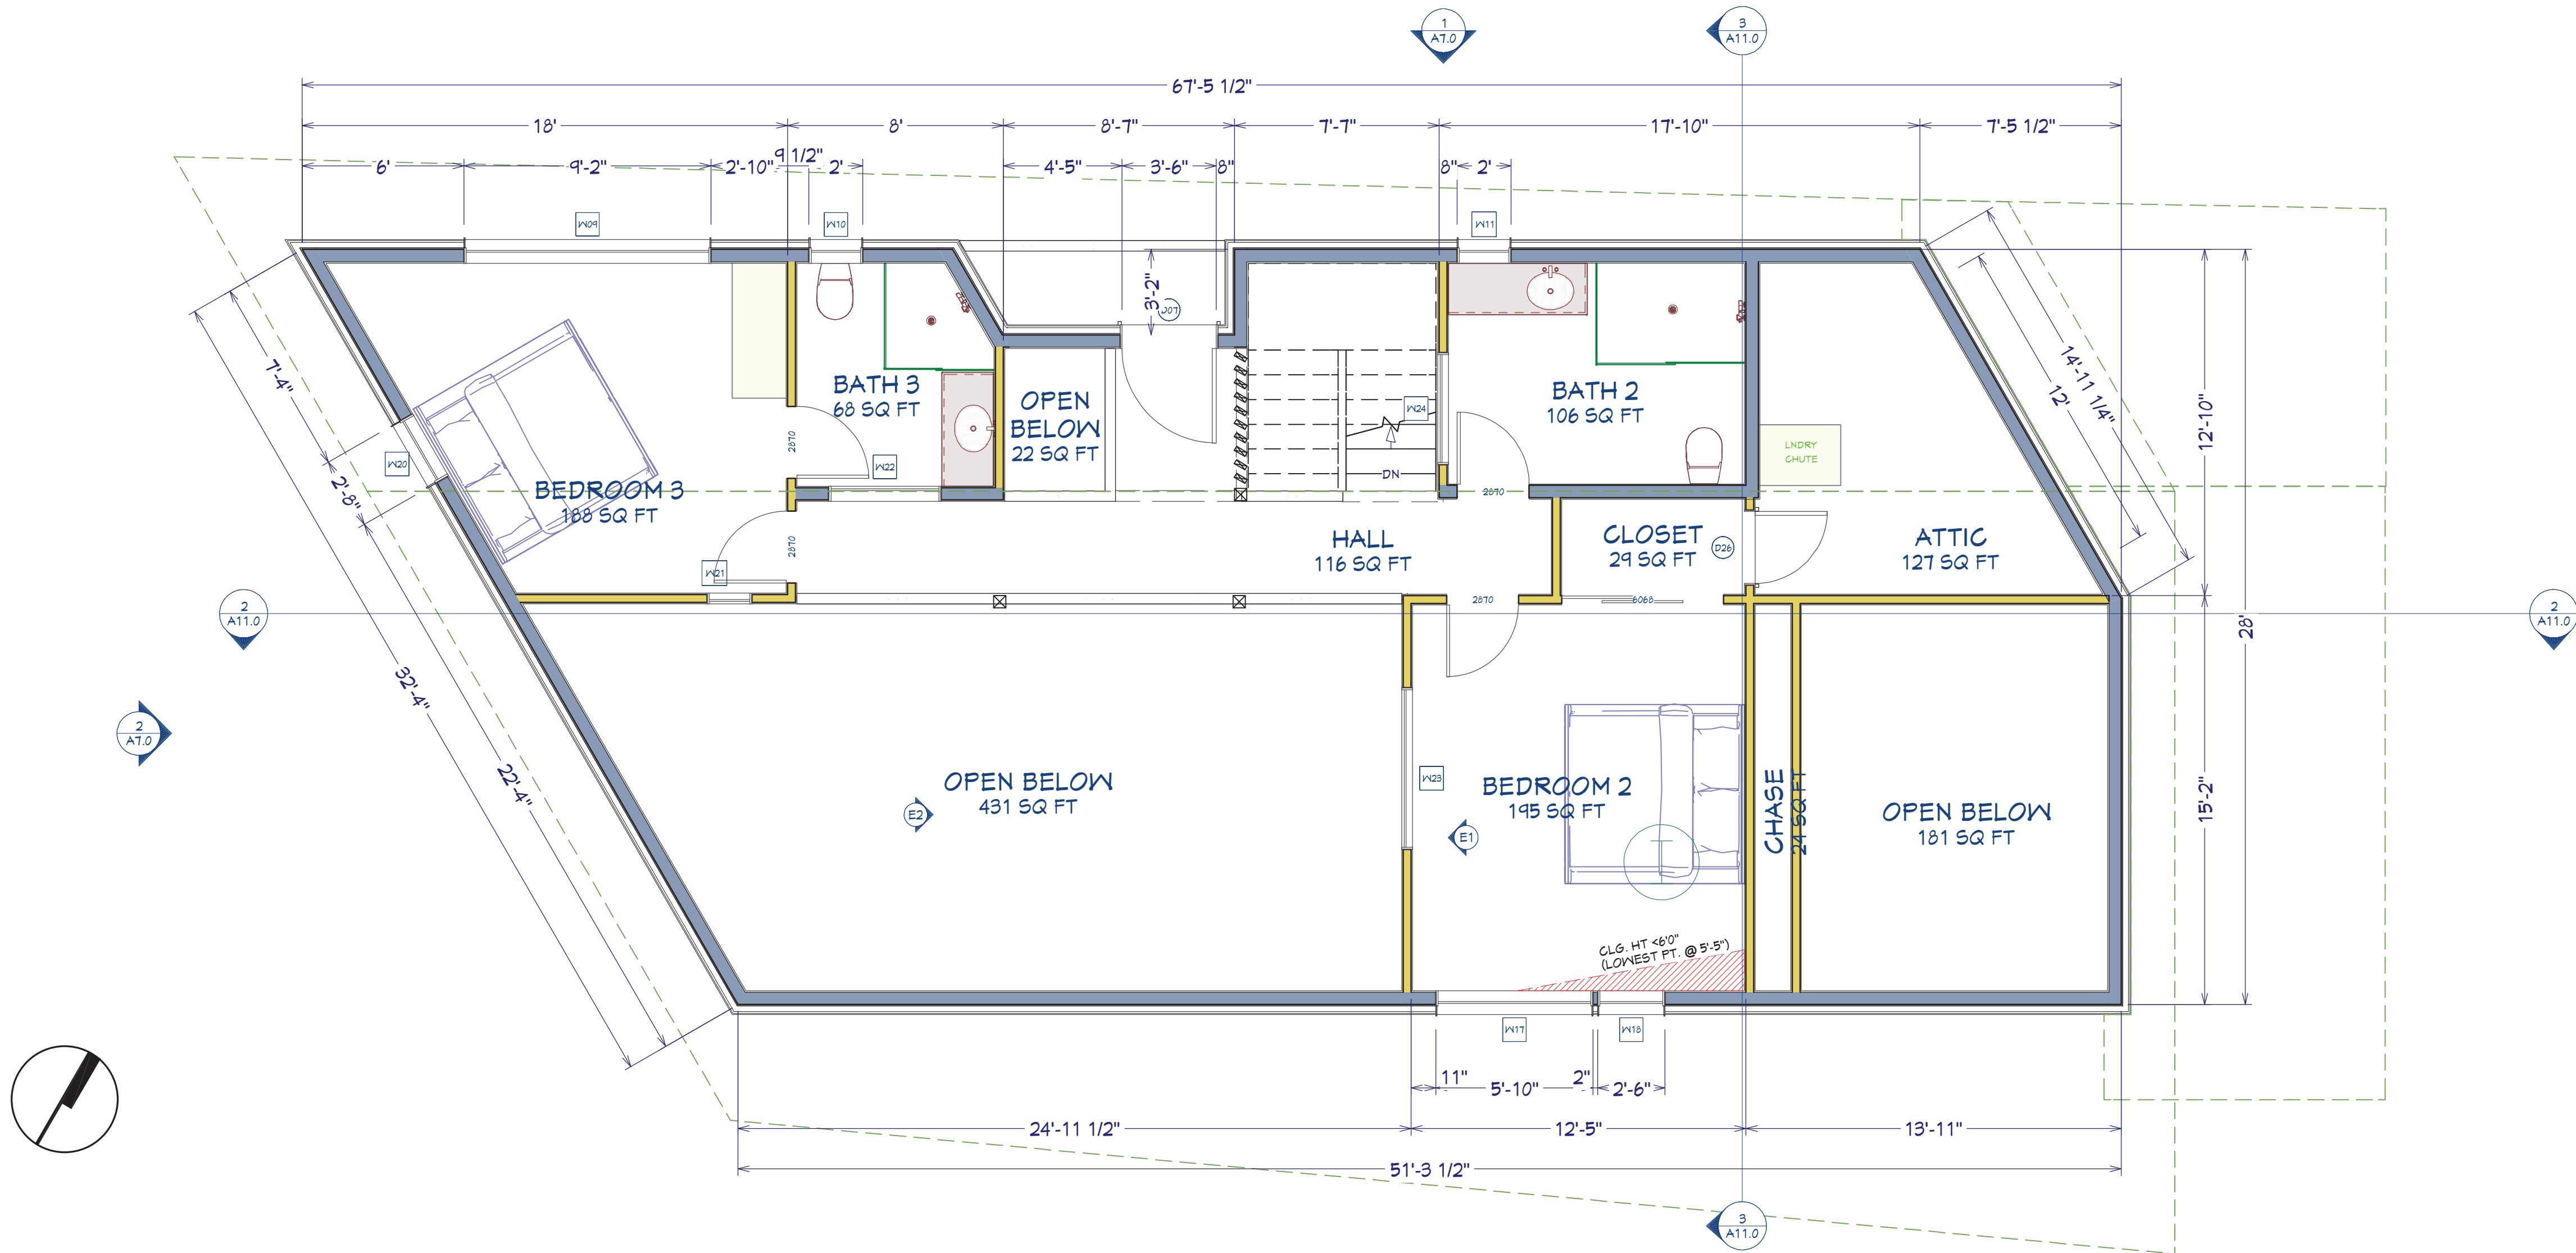 1
A7.0
3
A11.0
67'-5 1/2"
18'
8'
8'-7"
7'-7"
17'-10"
7'-5 1/2"
6'
9'-2"
2'-10"
9 1/2"
2'
4'-5"
3'-6"
8"
8"
2'
W09
W10
W11
3'-2"
D07
14'-11 1/4"
12'
12'-10"
28'
15'-2"
7'-4"
2'-8"
32'-4"
22'-4"
BATH 3
68 SQ FT
OPEN
BELOW
22 SQ FT
W24
BATH 2
106 SQ FT
LNDRY
CHUTE
2870
W20
W22
DN
BEDROOM 3
188 SQ FT
2870
2870
W21
HALL
116 SQ FT
CLOSET
29 SQ FT
D26
ATTIC
127 SQ FT
2
A11.0
2870
6068
2
A11.0
2
A7.0
OPEN BELOW
431 SQ FT
E2
W23
BEDROOM 2
195 SQ FT
E1
CHASE
24 SQ FT
OPEN BELOW
181 SQ FT
CLG. HT <6'0"
(LOWEST PT. @ 5'-5")
W17
W18
11"
5'-10"
2"
2'-6"
24'-11 1/2"
12'-5"
13'-11"
51'-3 1/2"
3
A11.0